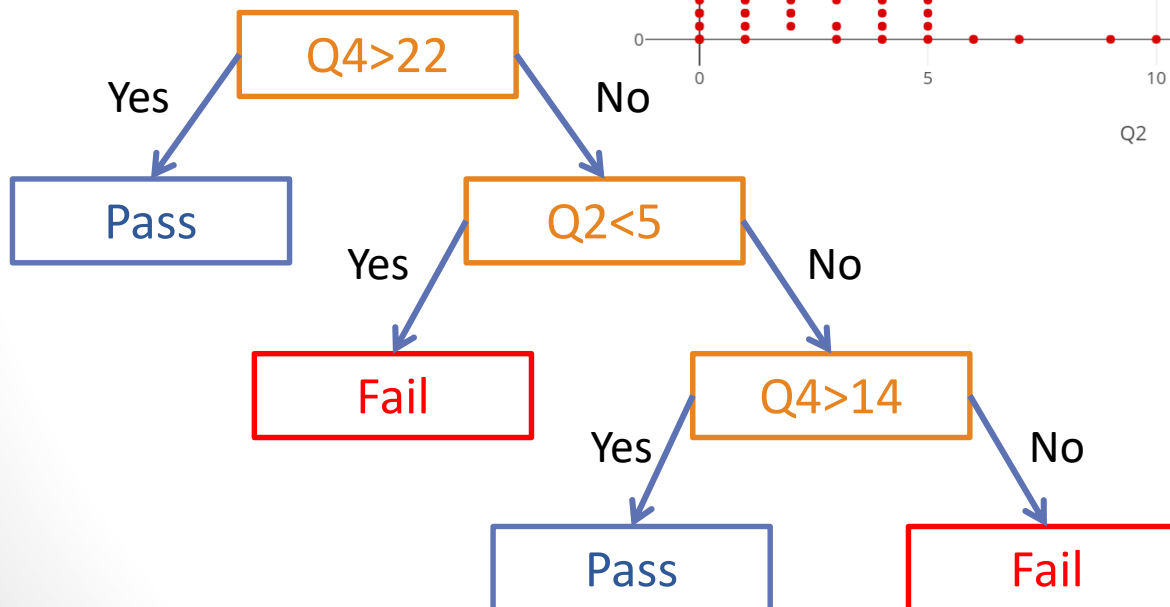 Q4>22
0
0
5
10
Q2
Yes
No
Pass
Q2<5
Yes
No
Fail
Q4>14
Yes
No
Pass
Fail